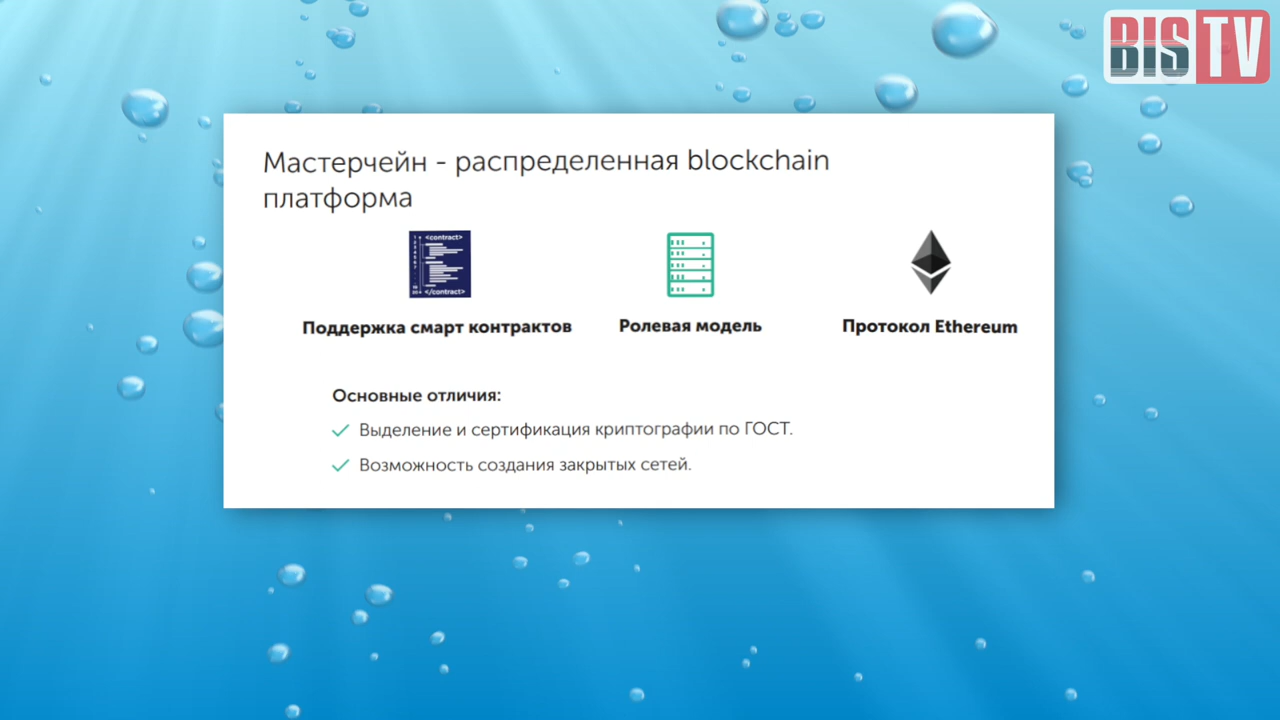 BIS TV
Мастерчейн - распределенная blockchain
платформа
<contract>
</contract>
Поддержка смарт контрактов
Ролевая модель
Протокол Ethereum
Основные отличия:
Выделение и сертификация криптографии по ГОСТ.
Возможность создания закрытых сетей.